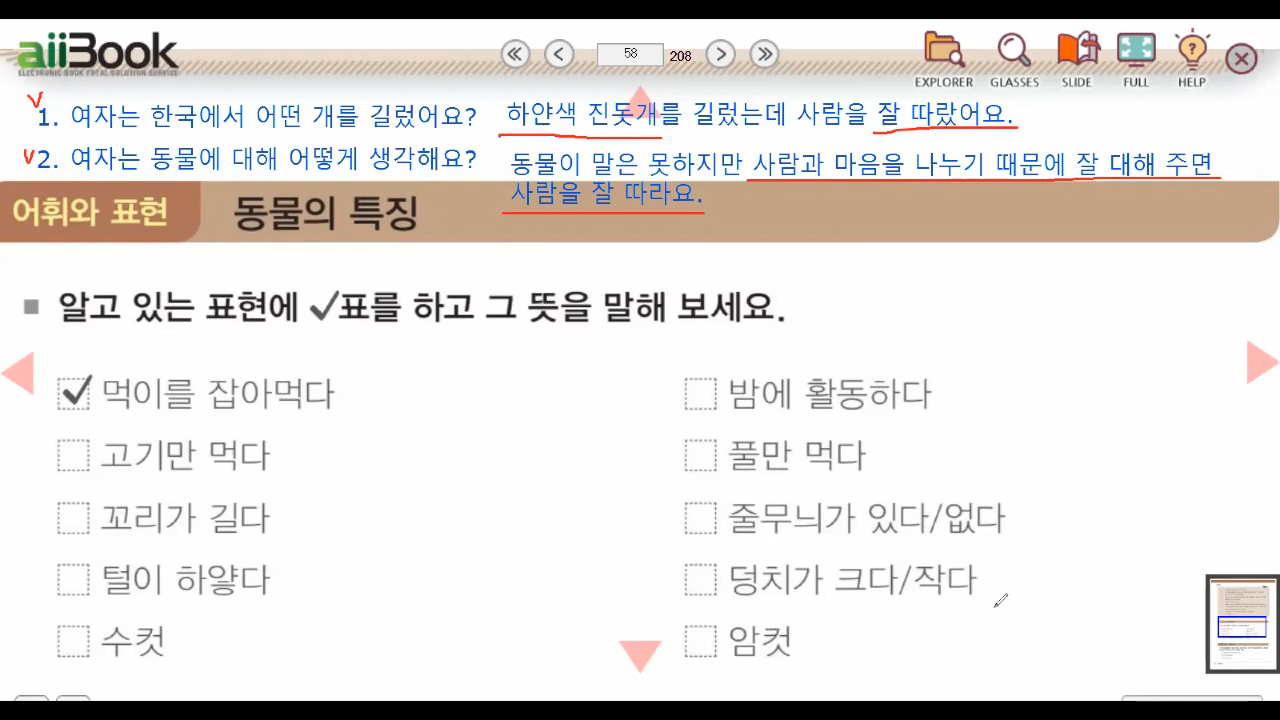 aiiBook
ELECTRONIC BOOK TOTAL SOLUTION SERVICE
58 208
EXPLORER GLASSES SLIDE FULL HELP
1. 여자는 한국에서 어떤 개를 길렀어요? 하얀색 진돗개를 길렀는데 사람을 잘 따랐어요.
2. 여자는 동물에 대해 어떻게 생각해요? 동물이 말은 못하지만 사람과 마음을 나누기 때문에 잘 대해 주면
사람을 잘 따라요.
어휘와 표현 동물의 특징
알고 있는 표현에 ✓표를 하고 그 뜻을 말해 보세요.
먹이를 잡아먹다 밤에 활동하다
고기만 먹다 풀만 먹다
꼬리가 길다 줄무늬가 있다/없다
털이 하얗다 덩치가 크다/작다
수컷 암컷